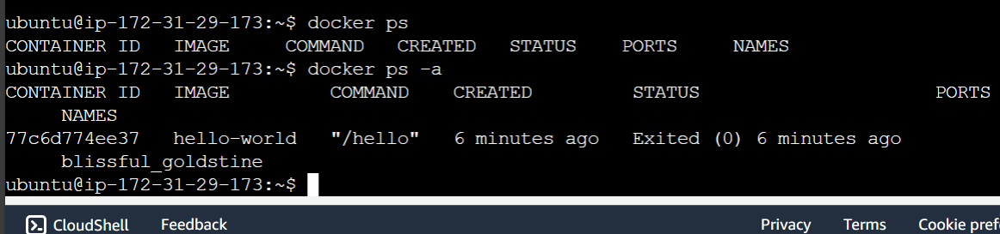 ubuntu@ip-172-31-29-173:~$ docker ps
CONTAINER ID   IMAGE     COMMAND   CREATED   STATUS    PORTS     NAMES
ubuntu@ip-172-31-29-173:~$ docker ps -a
CONTAINER ID   IMAGE         COMMAND    CREATED         STATUS                     PORTS
     NAMES
77c6d774ee37   hello-world   "/hello"   6 minutes ago   Exited (0) 6 minutes ago
     blissful_goldstine
ubuntu@ip-172-31-29-173:~$
CloudShell   Feedback   Privacy   Terms   Cookie pref